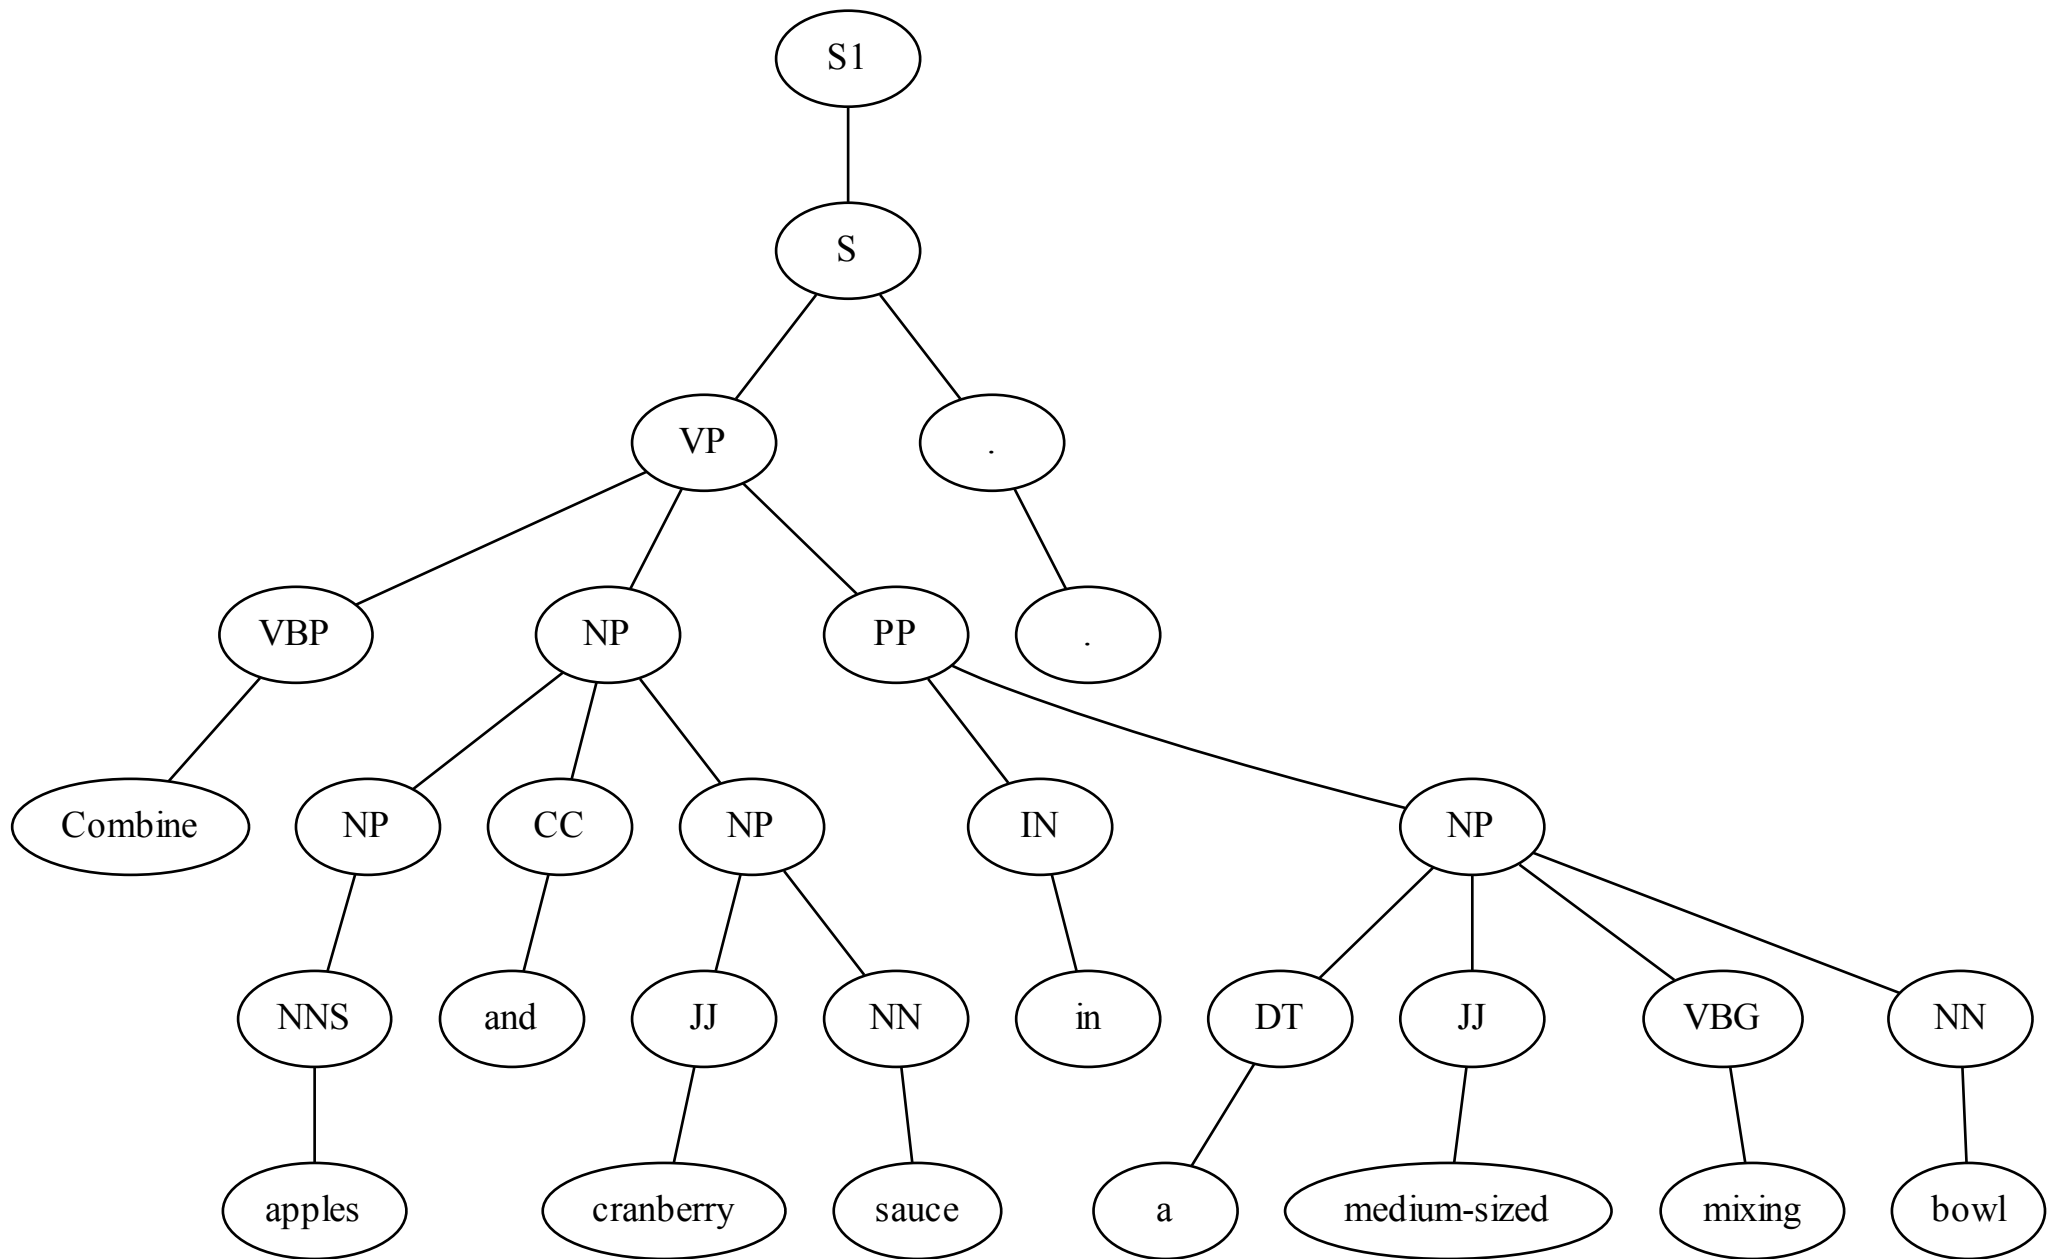 S1
S
VP .
VBP NP PP .
Combine NP CC NP IN NP
NNS and JJ NN in DT JJ VBG NN
apples cranberry sauce a medium-sized mixing bowl